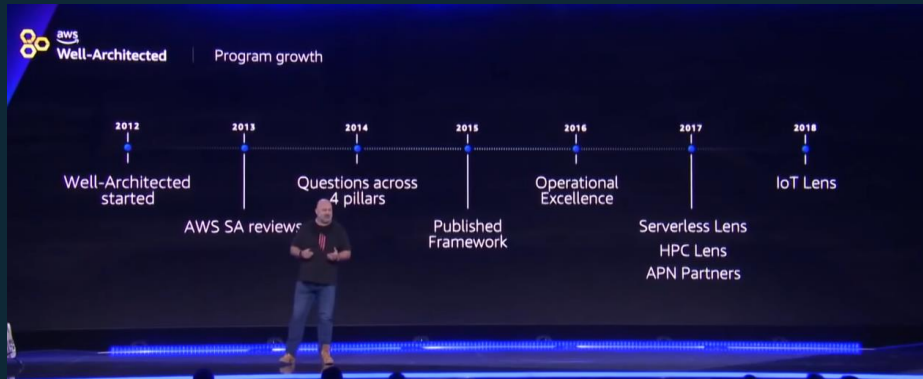 aws
Well-Architected
Program growth
2012
2013
2014
2015
2016
2017
2018
Well-Architected
started
AWS SA reviews
Questions across
4 pillars
Published
Framework
Operational
Excellence
Serverless Lens
HPC Lens
APN Partners
IoT Lens